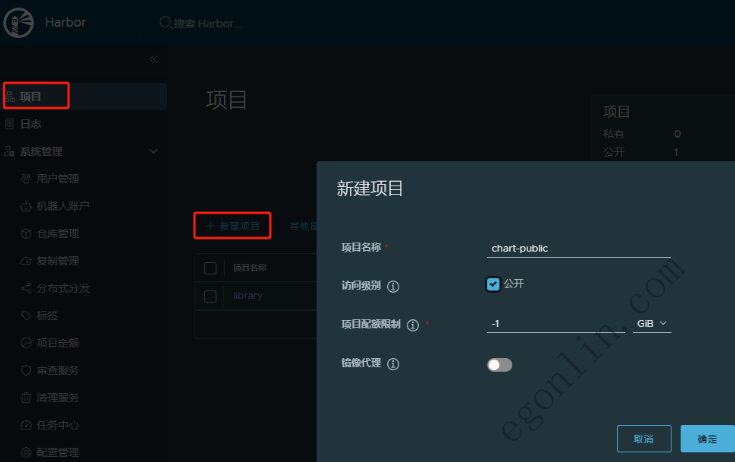 Harbor
搜索 Harbor...
项目
日志
系统管理
用户管理
机器人账户
仓库管理
复制管理
分布式分发
标签
项目定额
审查服务
清理服务
任务中心
配置管理
项目
项目
私有 0
公开 1
+ 新建项目 其他
项目名称
library
新建项目
项目名称 * chart-public
访问级别 公开
项目配额限制 * -1 GiB
镜像代理
取消 确定
egonlin.com